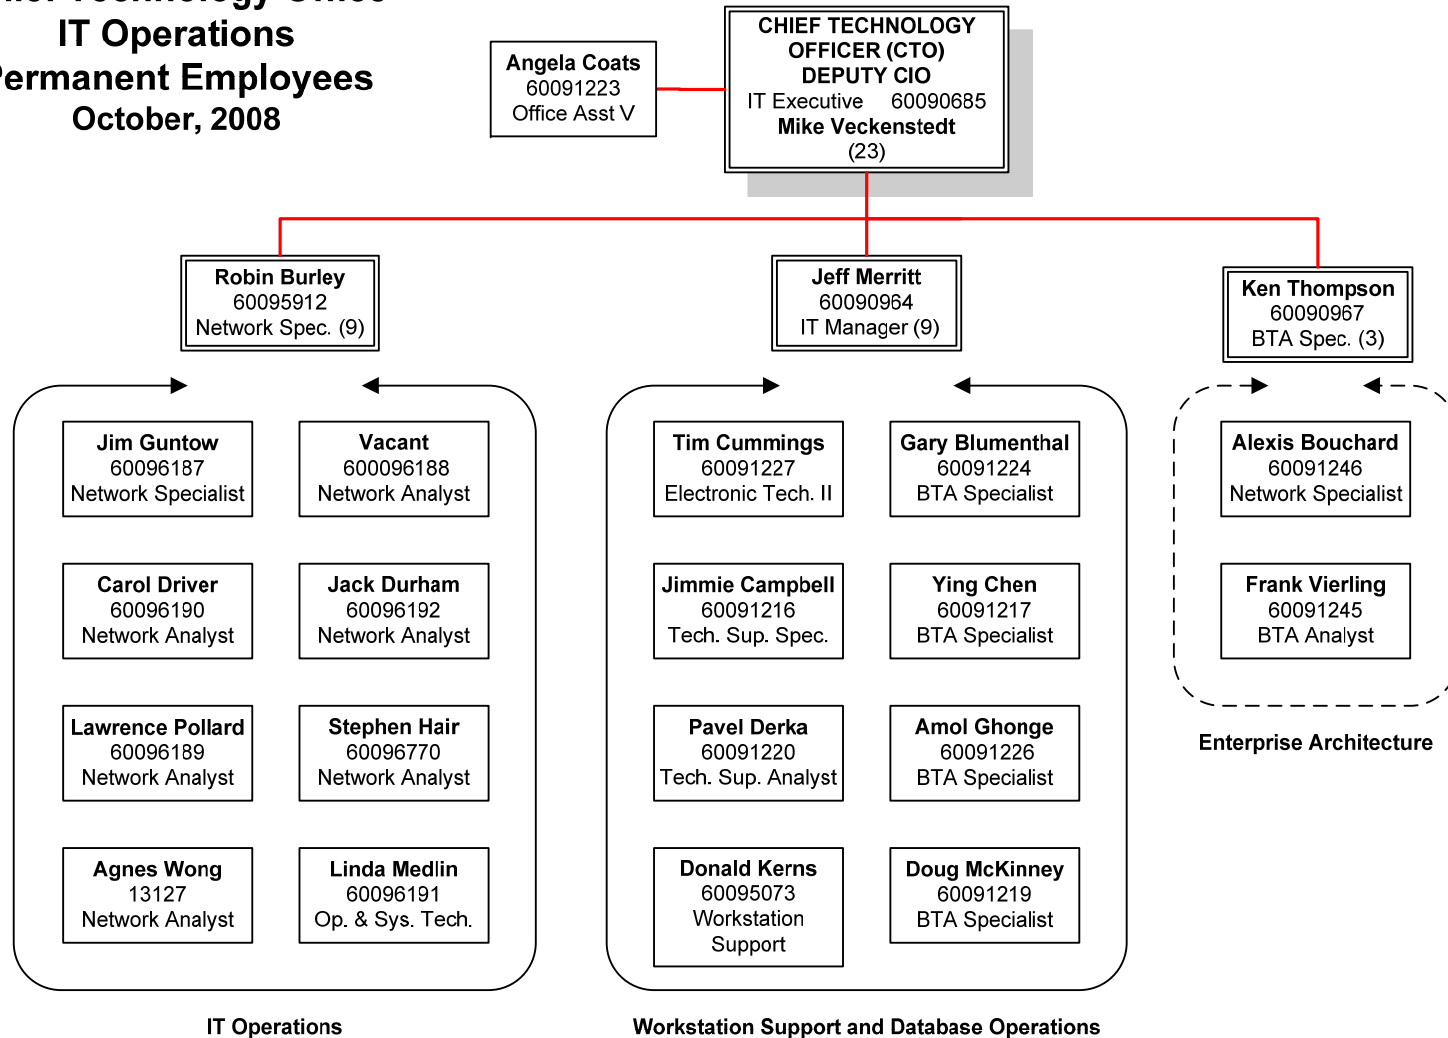 Technology Office
IT Operations
Permanent Employees
October, 2008
Angela Coats
60091223
Office Asst V
CHIEF TECHNOLOGY
OFFICER (CTO)
DEPUTY CIO
IT Executive 60090685
Mike Veckenstedt
(23)
Robin Burley
60095912
Network Spec. (9)
Jeff Merritt
60090964
IT Manager (9)
Ken Thompson
60090967
BTA Spec. (3)
Jim Guntow
60096187
Network Specialist
Vacant
600096188
Network Analyst
Carol Driver
60096190
Network Analyst
Jack Durham
60096192
Network Analyst
Lawrence Pollard
60096189
Network Analyst
Stephen Hair
60096770
Network Analyst
Agnes Wong
13127
Network Analyst
Linda Medlin
60096191
Op. & Sys. Tech.
IT Operations
Tim Cummings
60091227
Electronic Tech. II
Gary Blumenthal
60091224
BTA Specialist
Jimmie Campbell
60091216
Tech. Sup. Spec.
Ying Chen
60091217
BTA Specialist
Pavel Derka
60091220
Tech. Sup. Analyst
Amol Ghonge
60091226
BTA Specialist
Donald Kerns
60095073
Workstation
Support
Doug McKinney
60091219
BTA Specialist
Workstation Support and Database Operations
Alexis Bouchard
60091246
Network Specialist
Frank Vierling
60091245
BTA Analyst
Enterprise Architecture